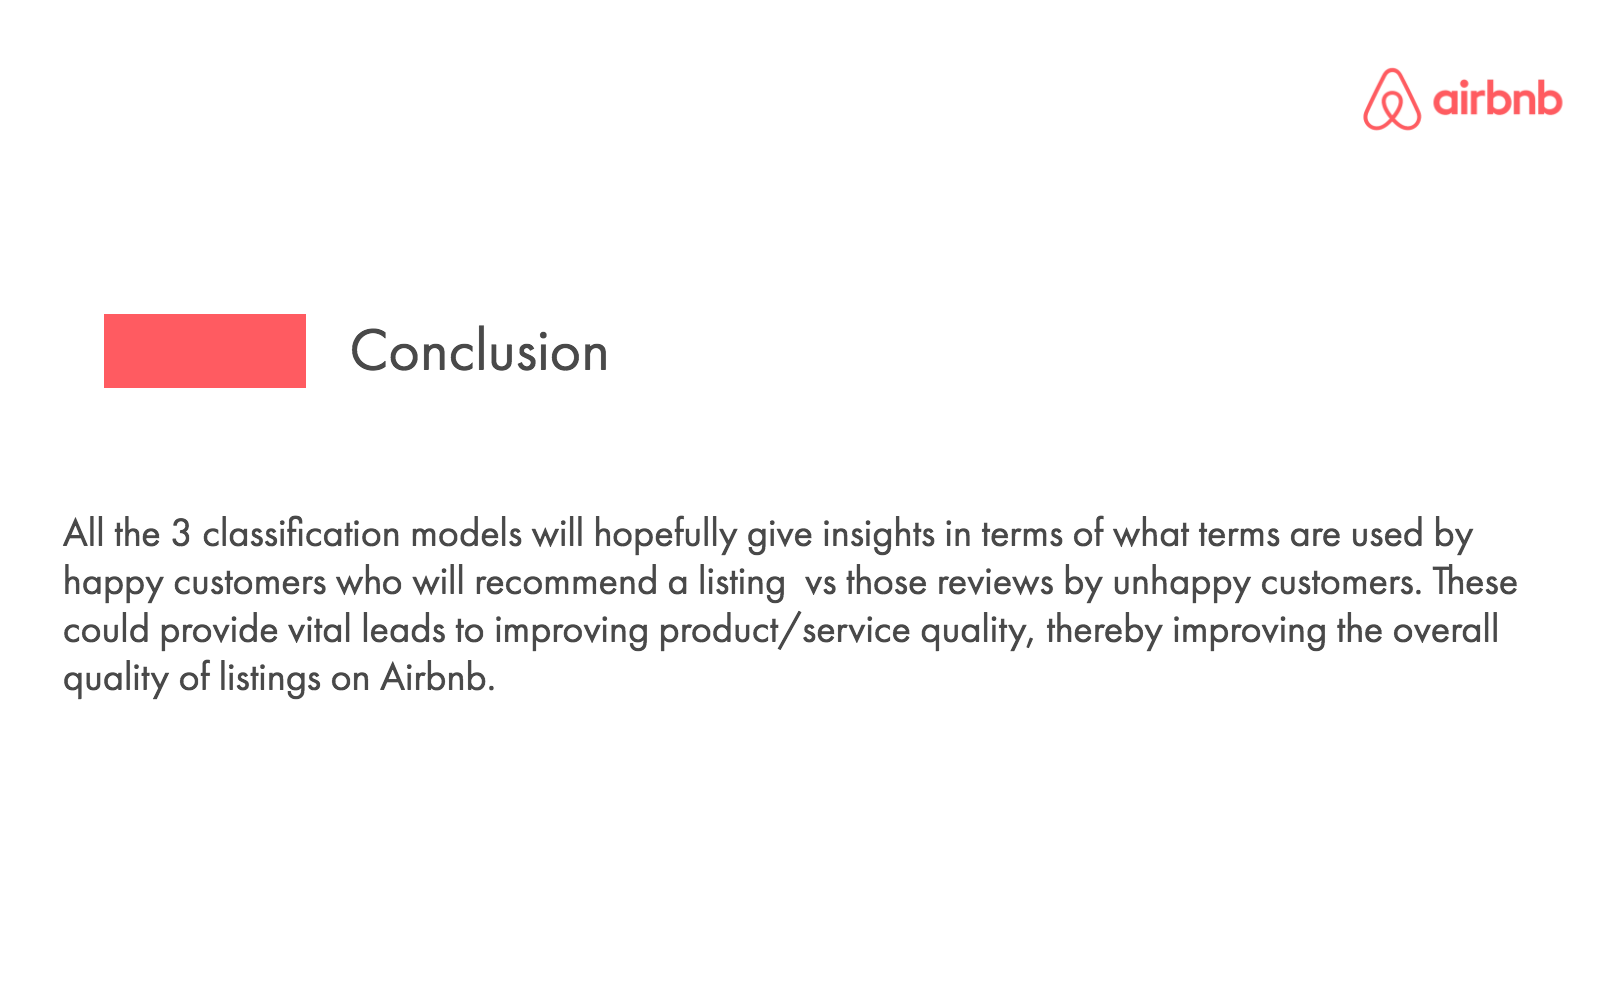 airbnb
Conclusion
All the 3 classification models will hopefully give insights in terms of what terms are used by
happy customers who will recommend a listing  vs those reviews by unhappy customers. These
could provide vital leads to improving product/service quality, thereby improving the overall
quality of listings on Airbnb.